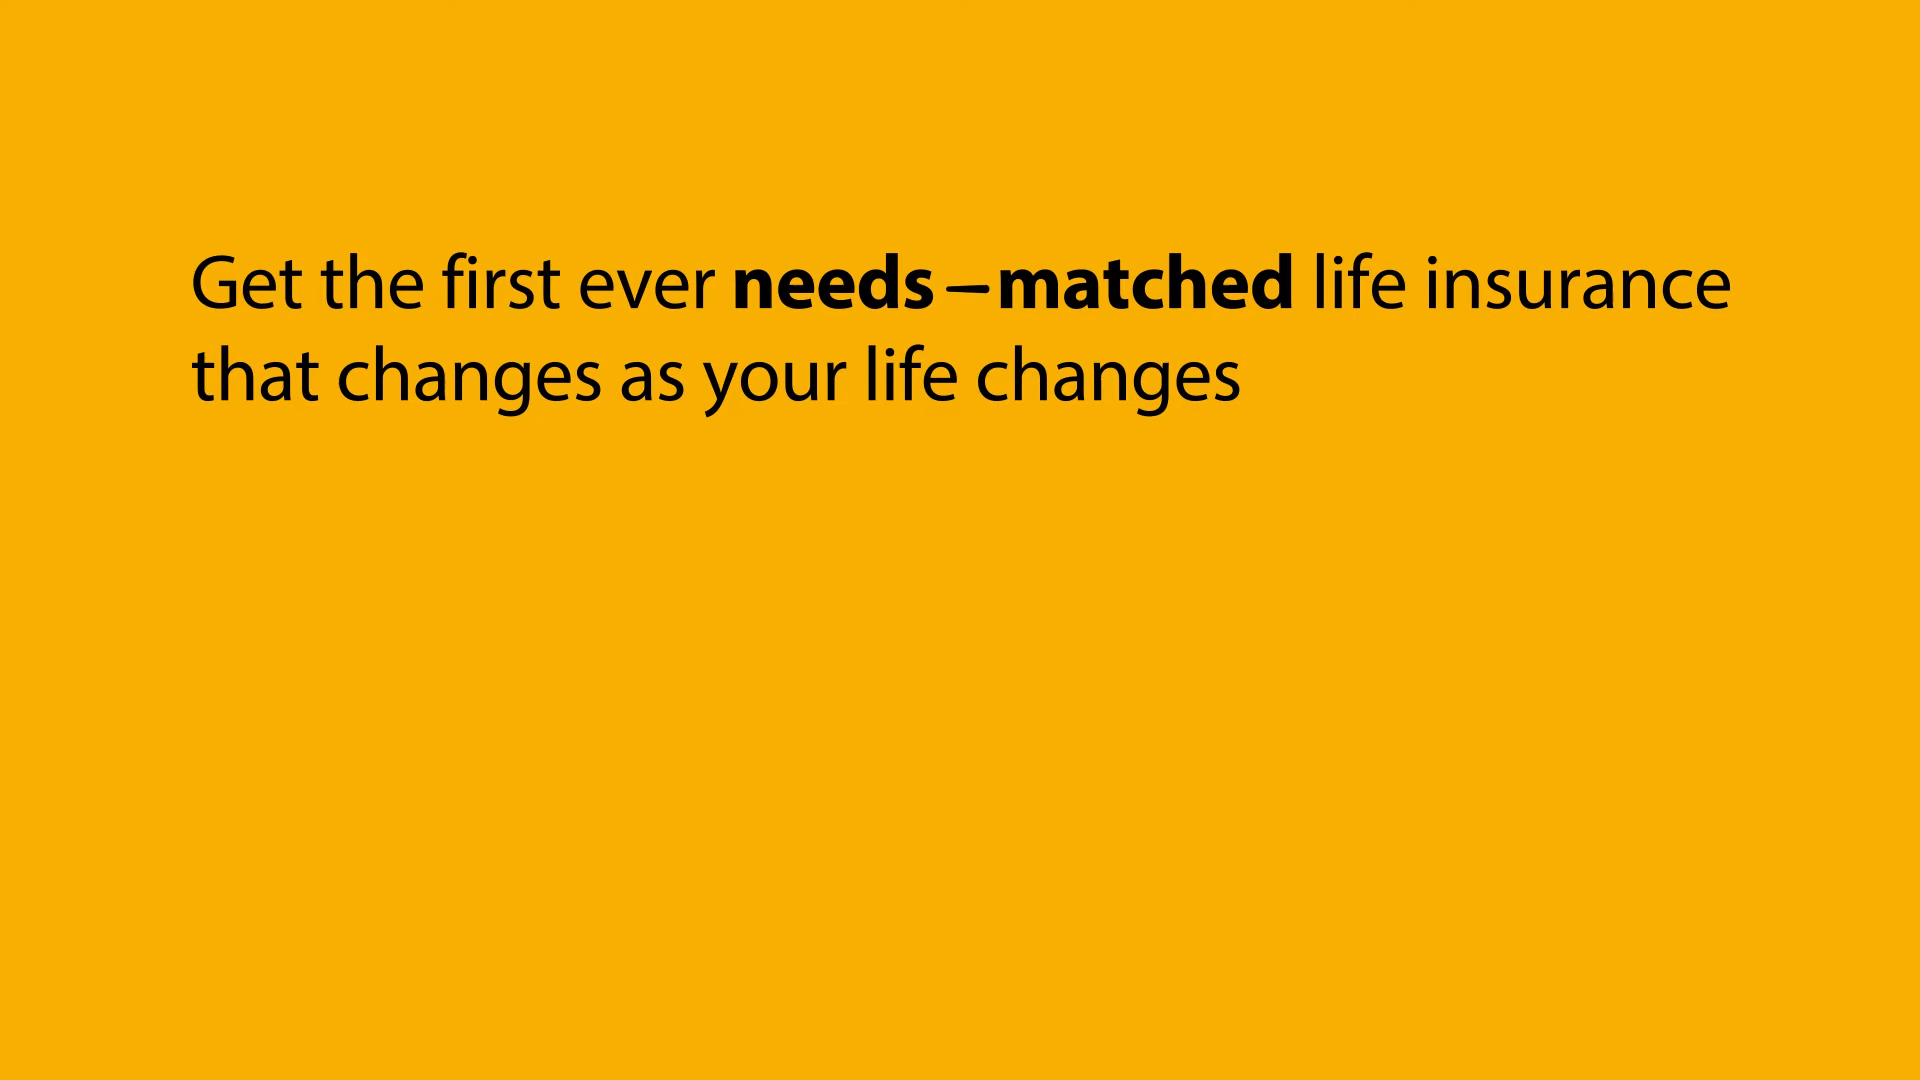 Get the first ever needs–matched life insurance
that changes as your life changes